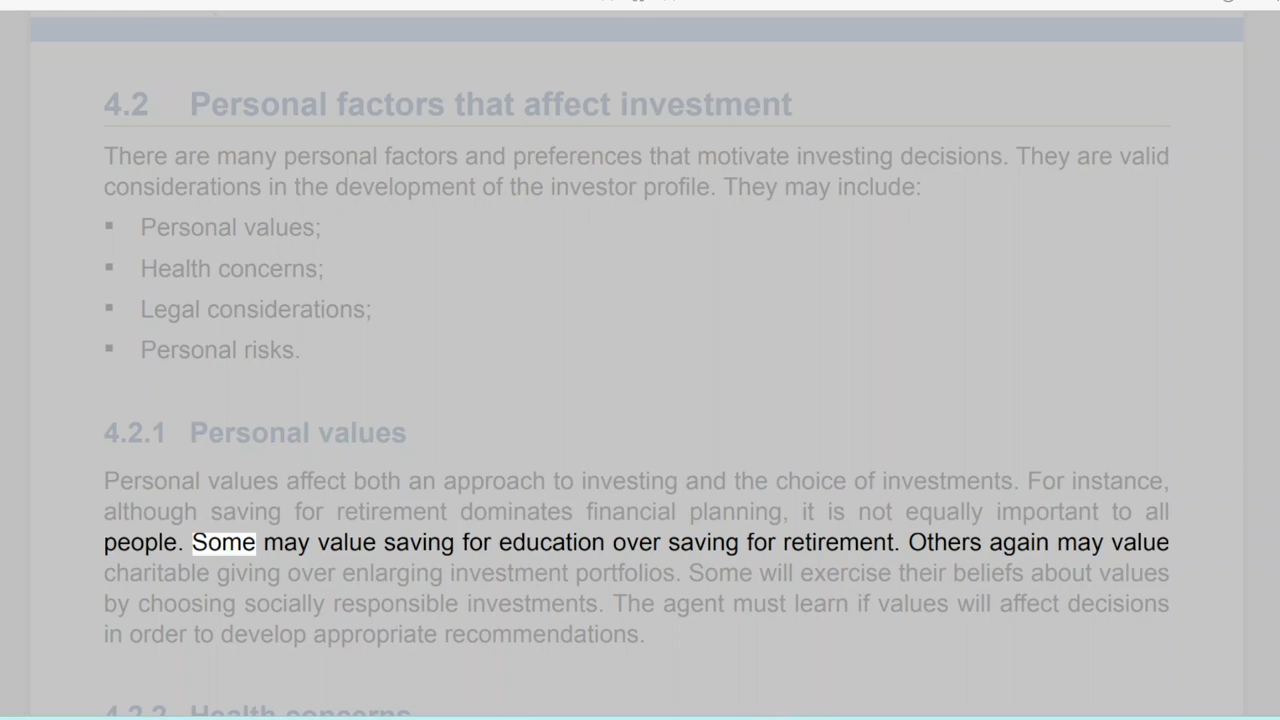 4.2 Personal factors that affect investment
There are many personal factors and preferences that motivate investing decisions. They are valid
considerations in the development of the investor profile. They may include:
▪ Personal values;
▪ Health concerns;
▪ Legal considerations;
▪ Personal risks.
4.2.1 Personal values
Personal values affect both an approach to investing and the choice of investments. For instance,
although saving for retirement dominates financial planning, it is not equally important to all
people. Some may value saving for education over saving for retirement. Others again may value
charitable giving over enlarging investment portfolios. Some will exercise their beliefs about values
by choosing socially responsible investments. The agent must learn if values will affect decisions
in order to develop appropriate recommendations.
4.2.2 Health concerns